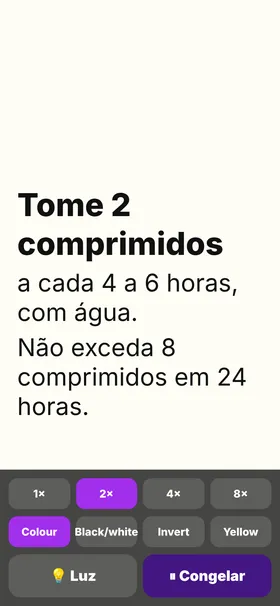 Tome 2
comprimidos
a cada 4 a 6 horas,
com água.
Não exceda 8
comprimidos em 24
horas.
1× 2× 4× 8×
Colour Black/white Invert Yellow
💡 Luz ⏸ Congelar